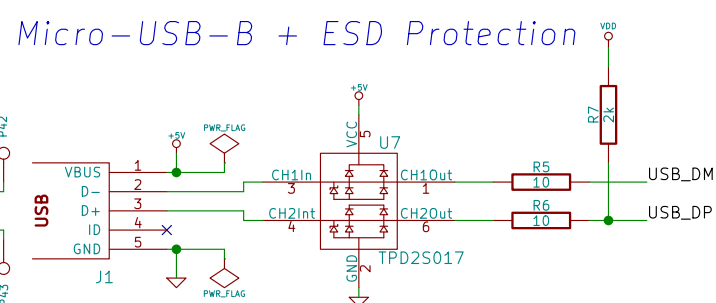 Micro-USB-B + ESD Protection
VDD
R7
2k
+5V
VCC
5
U7
P42
+5V
PWR_FLAG
USB
VBUS
1
D-
2
D+
3
ID
4
GND
5
J1
CH1In
3
CH1Out
1
R5
10
USB_DM
CH2Int
4
CH2Out
6
R6
10
USB_DP
GND
2
TPD2S017
PWR_FLAG
P43